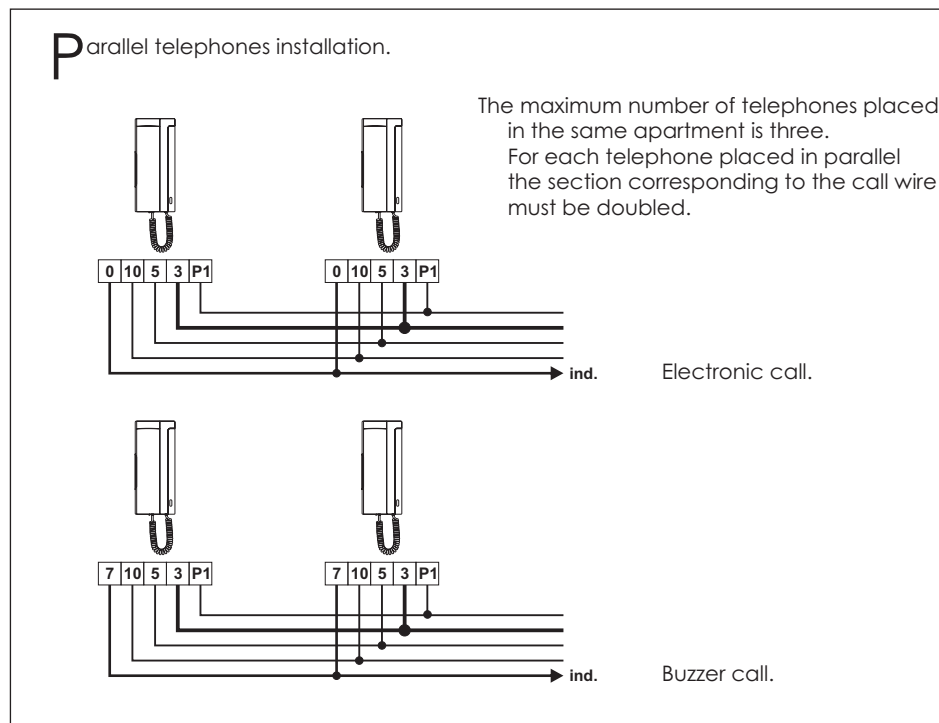 Parallel telephones installation.
The maximum number of telephones placed
in the same apartment is three.
For each telephone placed in parallel
the section corresponding to the call wire
must be doubled.
0 10 5 3 P1 0 10 5 3 P1
ind. Electronic call.
7 10 5 3 P1 7 10 5 3 P1
ind. Buzzer call.